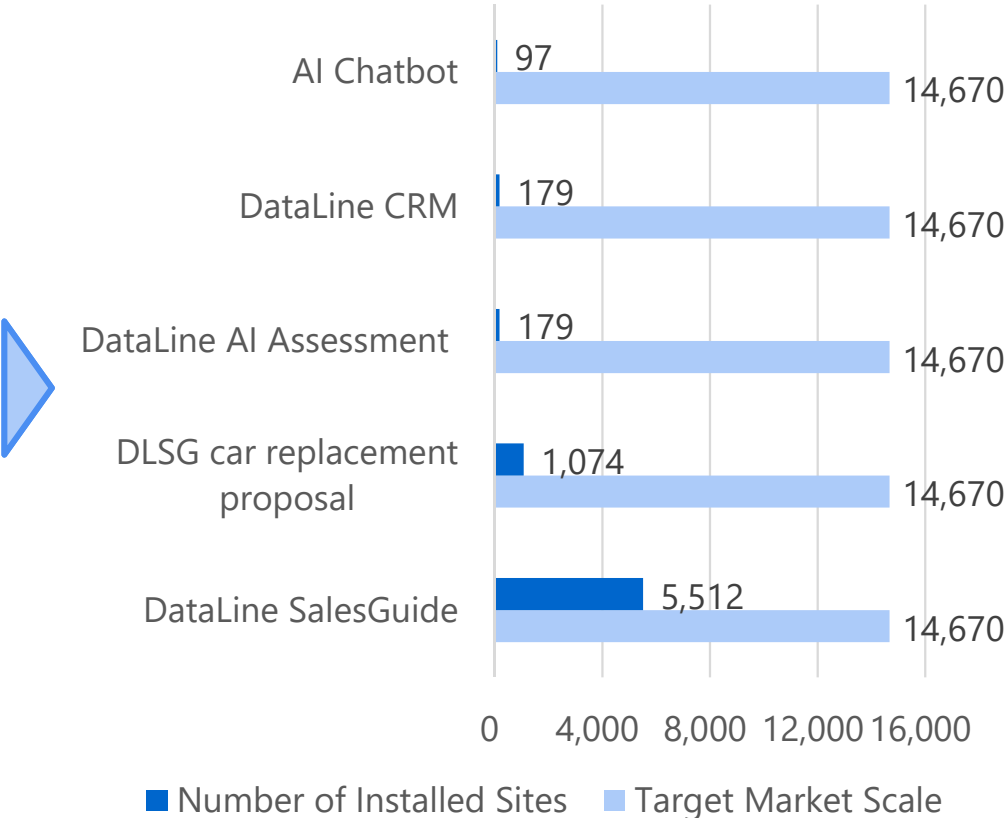 AI Chatbot
97
14,670
DataLine CRM
179
14,670
DataLine AI Assessment
179
14,670
DLSG car replacement
proposal
1,074
14,670
DataLine SalesGuide
5,512
14,670
0 4,000 8,000 12,000 16,000
Number of Installed Sites Target Market Scale